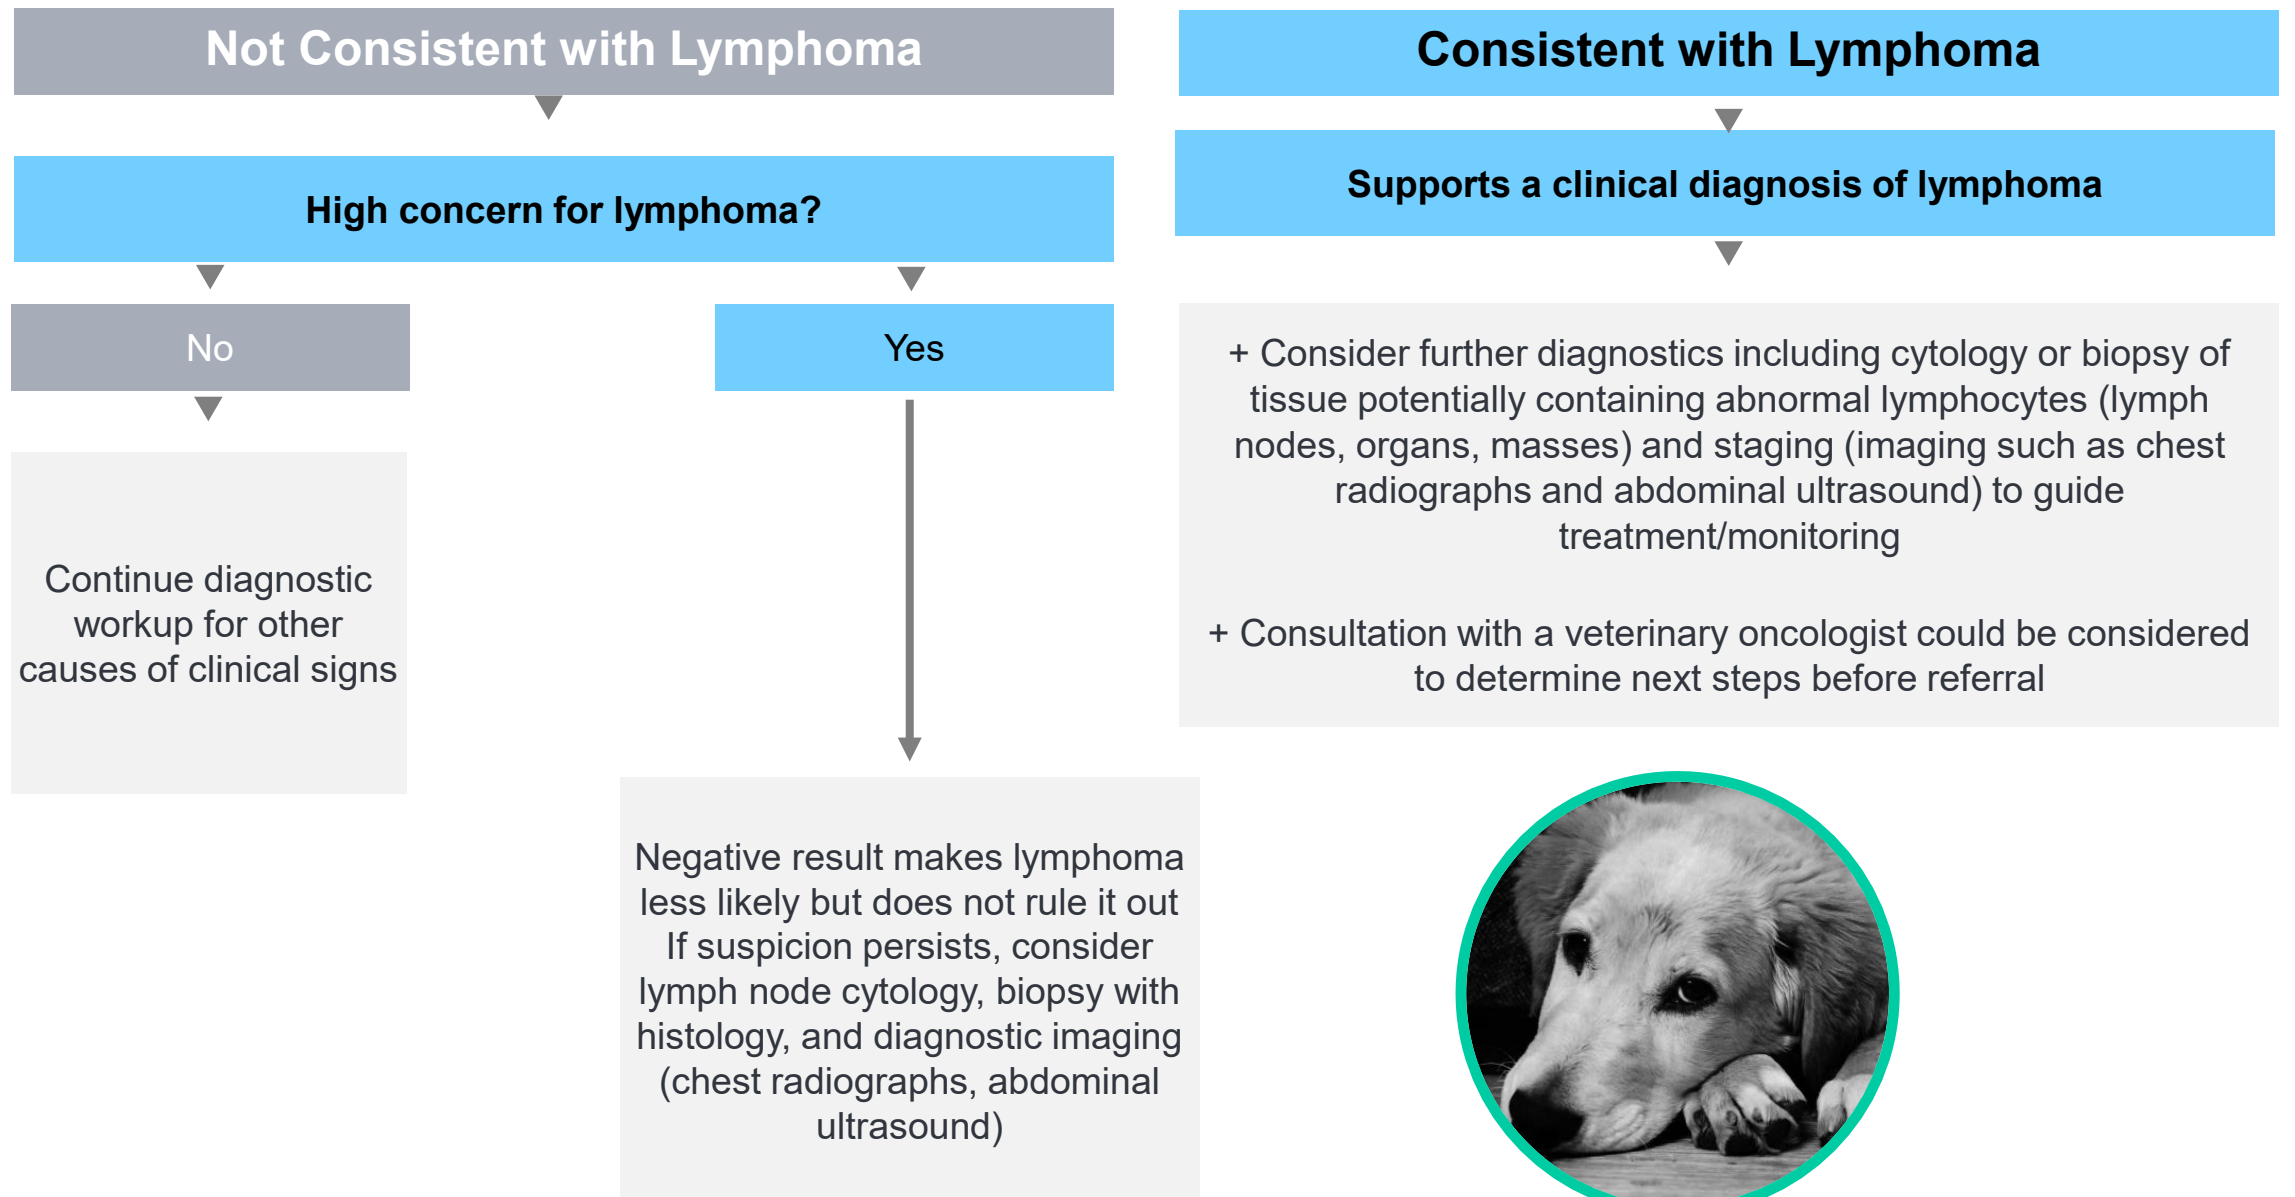 Not Consistent with Lymphoma
High concern for lymphoma?
No
Yes
Continue diagnostic
workup for other
causes of clinical signs
Negative result makes lymphoma
less likely but does not rule it out
If suspicion persists, consider
lymph node cytology, biopsy with
histology, and diagnostic imaging
(chest radiographs, abdominal
ultrasound)
Consistent with Lymphoma
Supports a clinical diagnosis of lymphoma
+ Consider further diagnostics including cytology or biopsy of
tissue potentially containing abnormal lymphocytes (lymph
nodes, organs, masses) and staging (imaging such as chest
radiographs and abdominal ultrasound) to guide
treatment/monitoring
+ Consultation with a veterinary oncologist could be considered
to determine next steps before referral